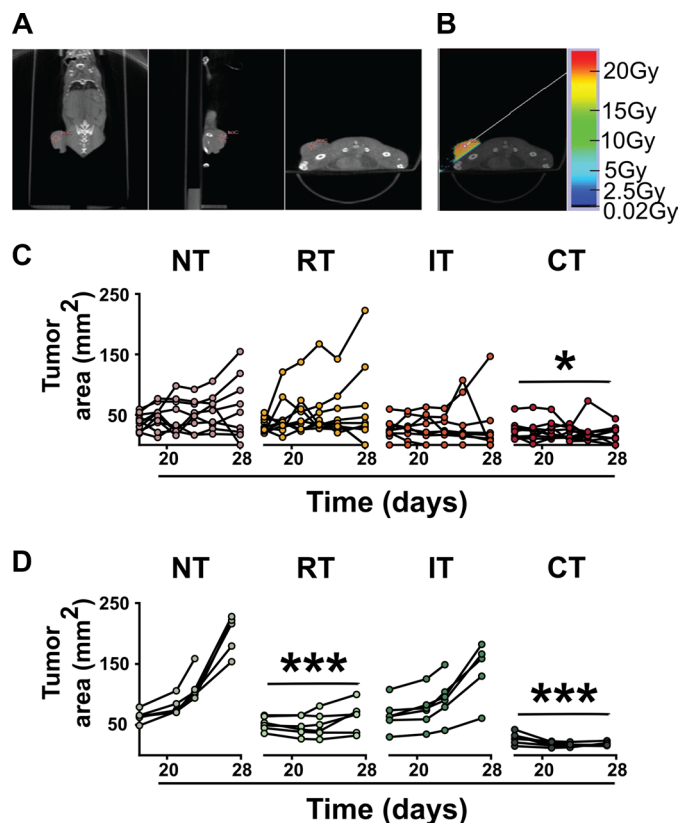 A
B
20Gy
15Gy
10Gy
5Gy
2.5Gy
0.02Gy
C
NT RT IT CT
Tumor
area (mm2)
250
150
50
*
20 28 20 28 20 28 20 28
Time (days)
D
NT RT IT CT
Tumor
area (mm2)
250
150
50
***
***
20 28 20 28 20 28 20 28
Time (days)